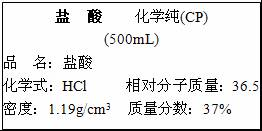 盐 酸 化学纯(CP)
(500mL)
品 名：盐酸
化学式：HCl 相对分子质量：36.5
密度：1.19g/cm³ 质量分数：37%